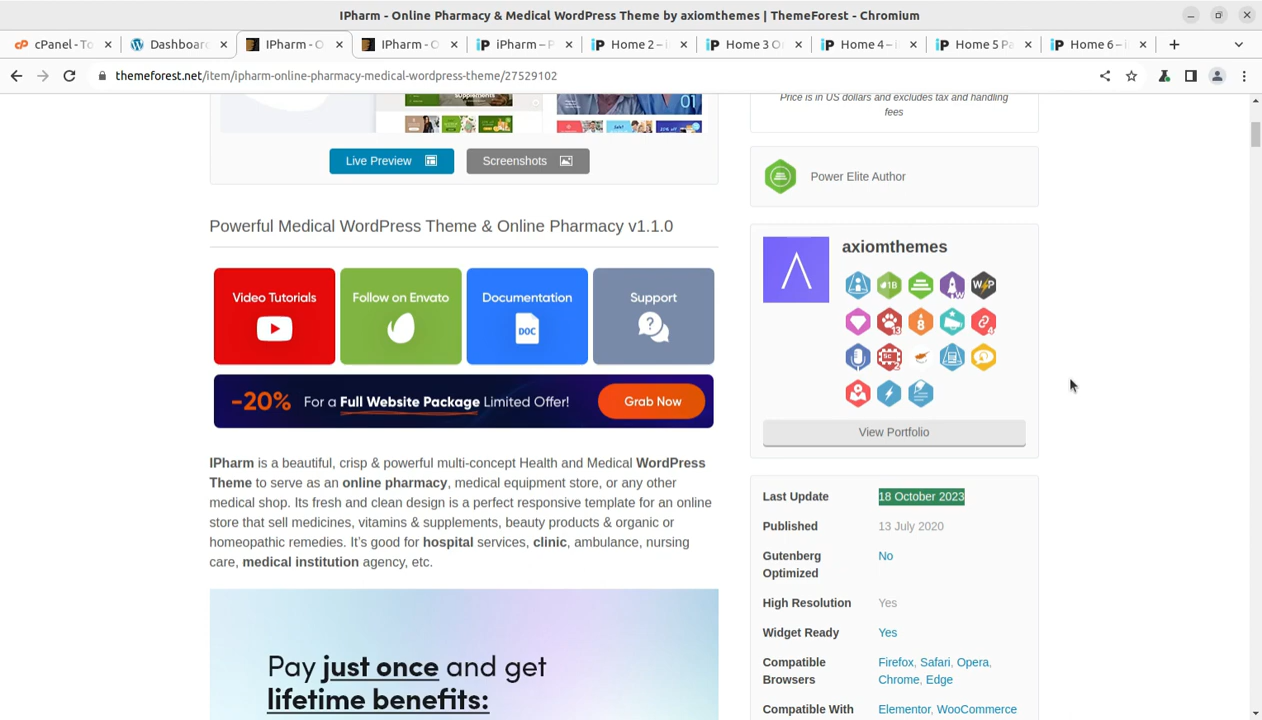 IPharm - Online Pharmacy & Medical WordPress Theme by axiomthemes | ThemeForest - Chromium
cPanel - To
Dashboar
IPharm - O
IPharm - O
iPharm – P
Home 2 –
Home 3 O
Home 4 –
Home 5 Pa
Home 6 –
themeforest.net/item/ipharm-online-pharmacy-medical-wordpress-theme/27529102
supplements
01
Price is in US dollars and excludes tax and handling
fees
Live Preview
Screenshots
Power Elite Author
Powerful Medical WordPress Theme & Online Pharmacy v1.1.0
Video Tutorials
Follow on Envato
Documentation
DOC
Support
-20% For a Full Website Package Limited Offer!
Grab Now
axiomthemes
View Portfolio
IPharm is a beautiful, crisp & powerful multi-concept Health and Medical WordPress
Theme to serve as an online pharmacy, medical equipment store, or any other
medical shop. Its fresh and clean design is a perfect responsive template for an online
store that sell medicines, vitamins & supplements, beauty products & organic or
homeopathic remedies. It's good for hospital services, clinic, ambulance, nursing
care, medical institution agency, etc.
Pay just once and get
lifetime benefits:
Last Update 18 October 2023
Published 13 July 2020
Gutenberg
Optimized
No
High Resolution Yes
Widget Ready Yes
Compatible
Browsers
Firefox, Safari, Opera,
Chrome, Edge
Compatible With Elementor, WooCommerce